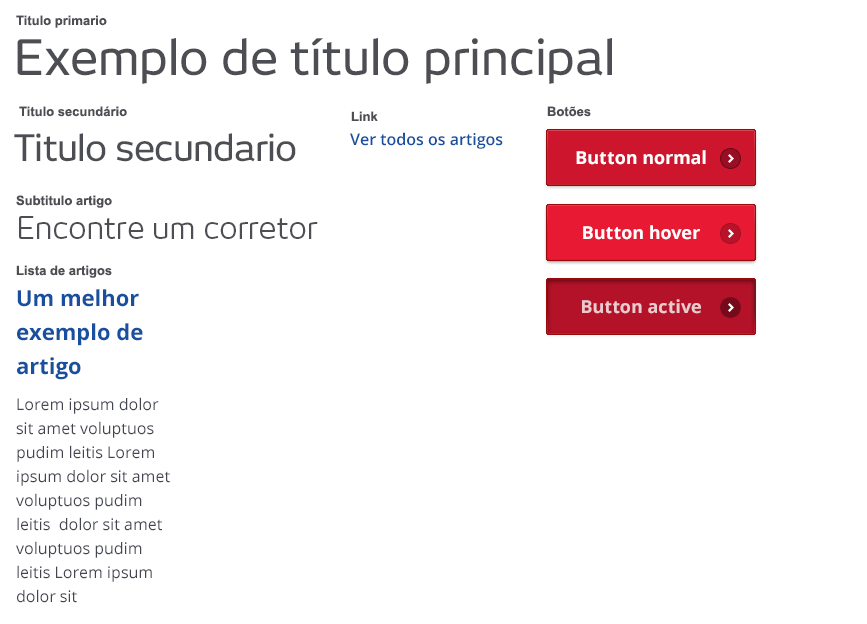 Titulo primario
Exemplo de título principal
Titulo secundário
Titulo secundario
Subtitulo artigo
Encontre um corretor
Lista de artigos
Um melhor
exemplo de
artigo
Lorem ipsum dolor
sit amet voluptuos
pudim leitis Lorem
ipsum dolor sit amet
voluptuos pudim
leitis  dolor sit amet
voluptuos pudim
leitis Lorem ipsum
dolor sit
Link
Ver todos os artigos
Botões
Button normal
Button hover
Button active